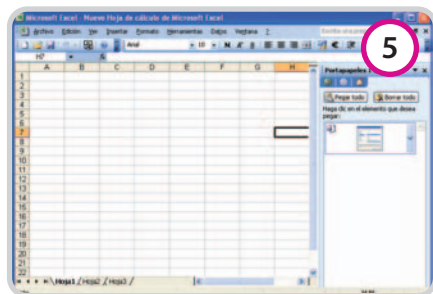 Microsoft Excel - Nuevo Hoja de cálculo de Microsoft Excel
Archivo Edición Ver Insertar Formato Herramientas Datos Ventana ?
5
Arial 10 N K S
H7
Portapapeles
A B C D E F G H
Pegar todo Borrar todo
Haga clic en el elemento que desea
pegar:
1
2
3
4
5
6
7
8
9
10
11
12
13
14
15
16
17
18
19
20
21
22
Hoja1 Hoja2 Hoja3